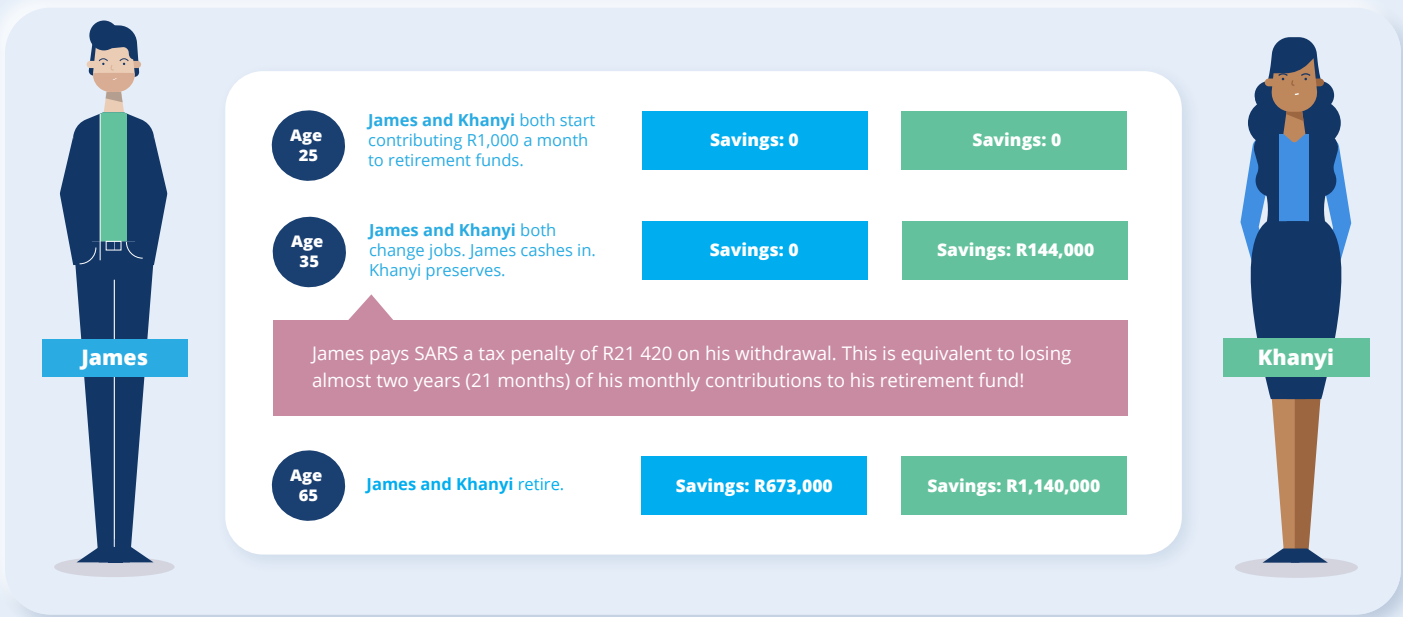 Age
25
James and Khanyi both start
contributing R1,000 a month
to retirement funds.
Savings: 0
Savings: 0
Age
35
James and Khanyi both
change jobs. James cashes in.
Khanyi preserves.
Savings: 0
Savings: R144,000
James pays SARS a tax penalty of R21 420 on his withdrawal. This is equivalent to losing
almost two years (21 months) of his monthly contributions to his retirement fund!
James
Khanyi
Age
65
James and Khanyi retire.
Savings: R673,000
Savings: R1,140,000